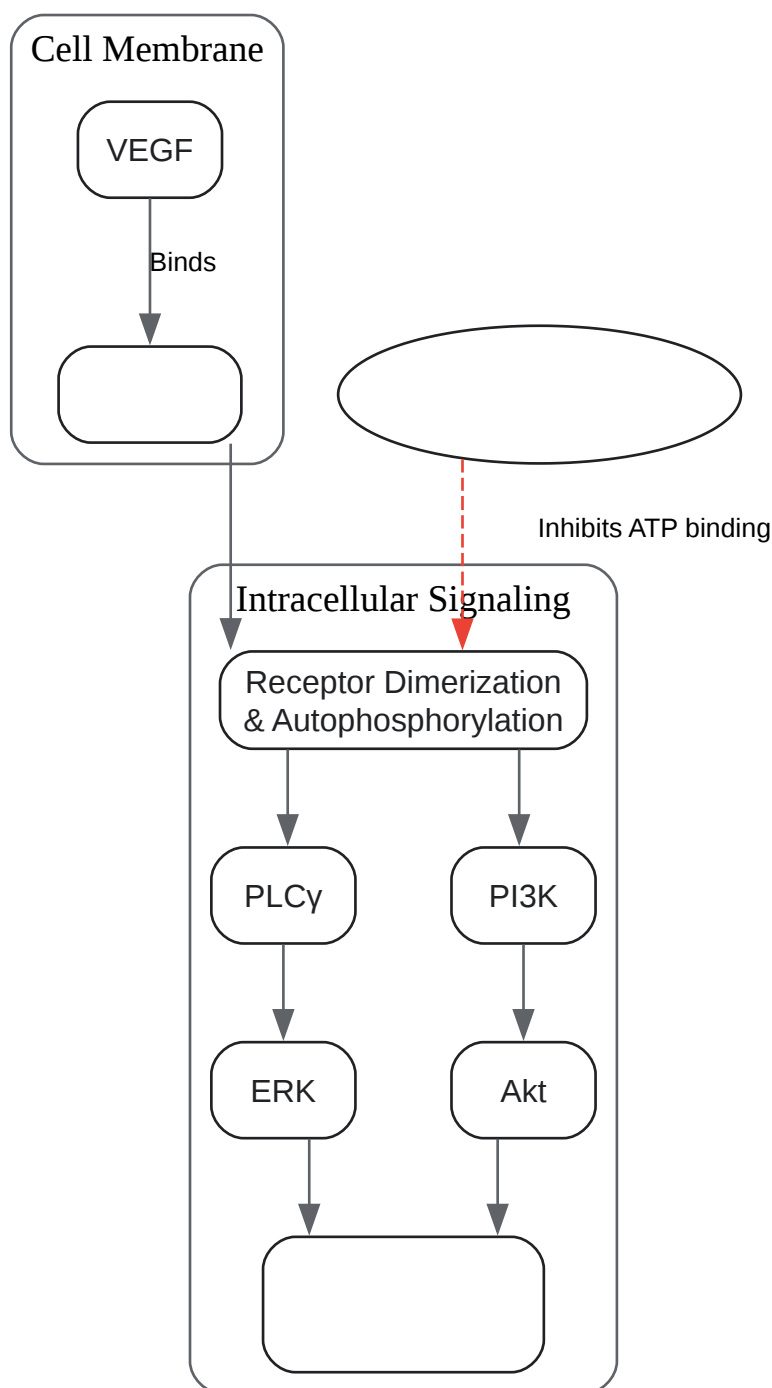 Cell Membrane
VEGF
Binds
Inhibits ATP binding
Intracellular Signaling
Receptor Dimerization
& Autophosphorylation
PLCγ
PI3K
ERK
Akt